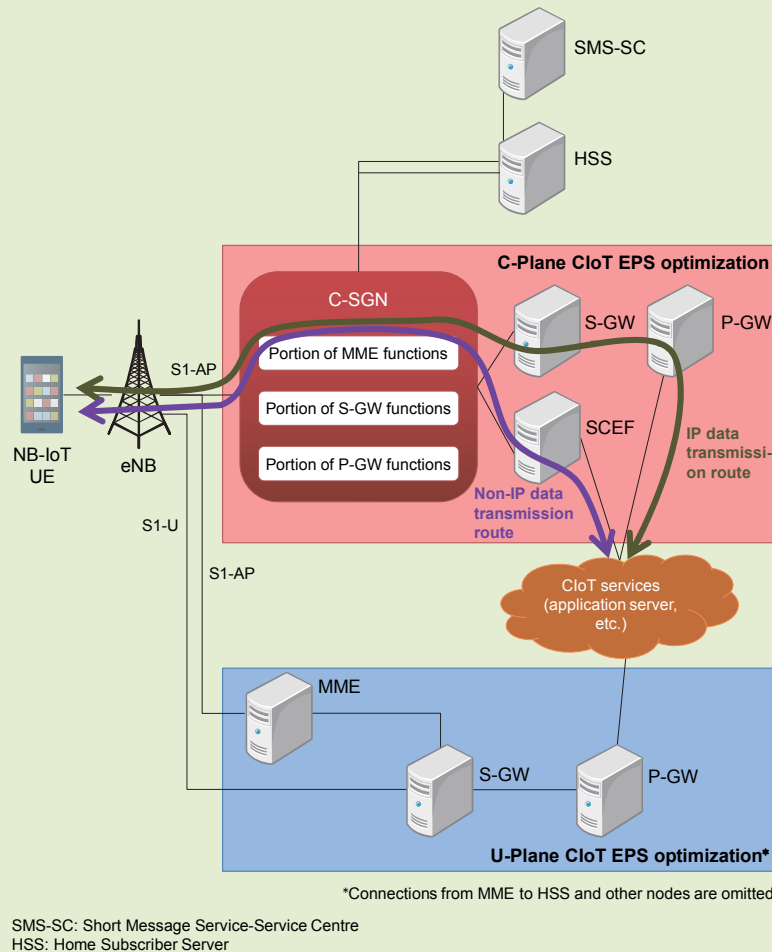 SMS-SC
HSS
C-Plane CIoT EPS optimization
C-SGN
S-GW
P-GW
S1-AP
Portion of MME functions
Portion of S-GW functions
Portion of P-GW functions
SCEF
IP data
transmissi-
on route
NB-IoT
UE
eNB
Non-IP data
transmission
route
S1-U
S1-AP
CIoT services
(application server,
etc.)
MME
S-GW
P-GW
U-Plane CIoT EPS optimization*
*Connections from MME to HSS and other nodes are omitted
SMS-SC: Short Message Service-Service Centre
HSS: Home Subscriber Server